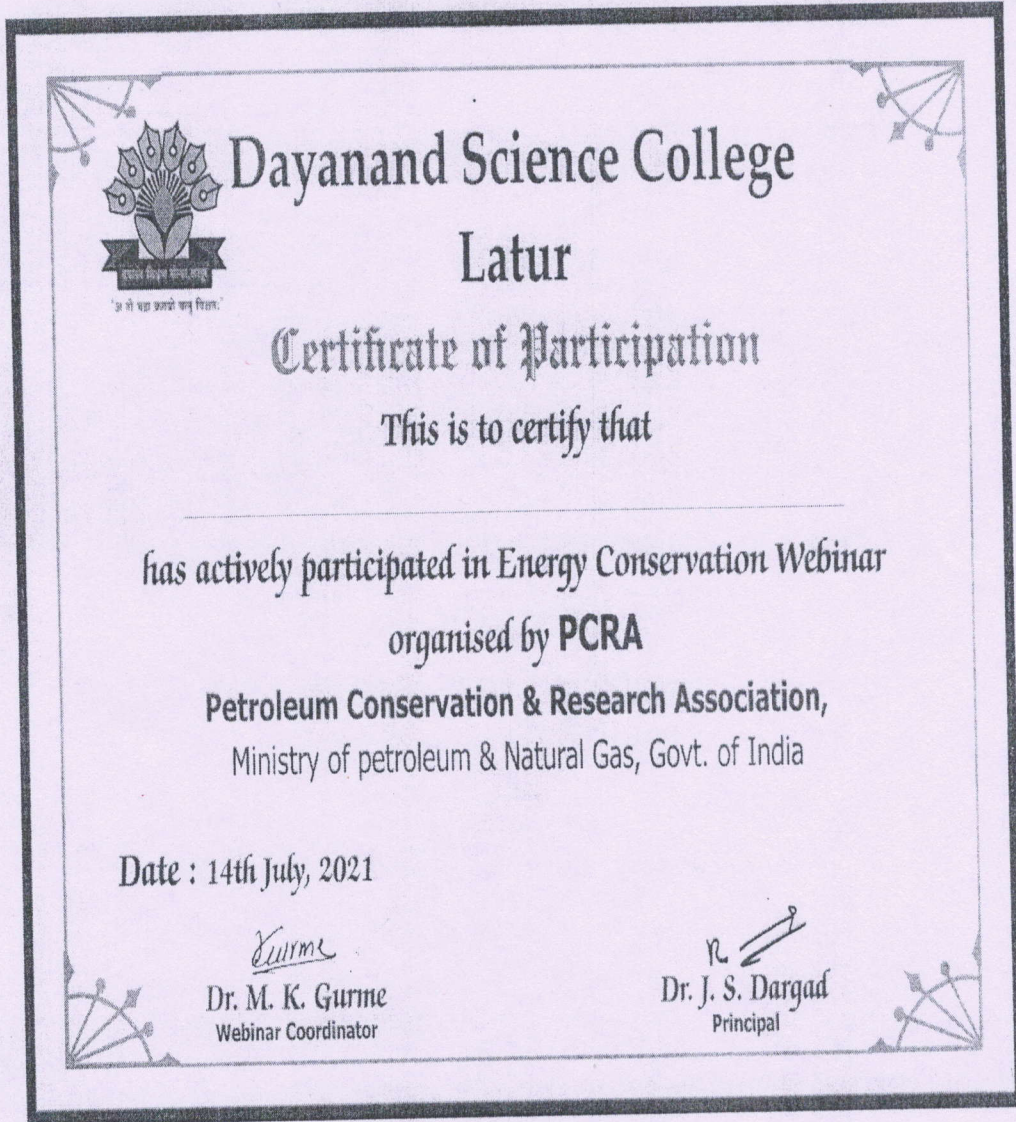 Dayanand Science College
Latur
Certificate of Participation
This is to certify that
has actively participated in Energy Conservation Webinar
organised by PCRA
Petroleum Conservation & Research Association,
Ministry of petroleum & Natural Gas, Govt. of India
Date : 14th July, 2021
Gurme
Dr. M. K. Gurme
Webinar Coordinator
Dr. J. S. Dargad
Principal